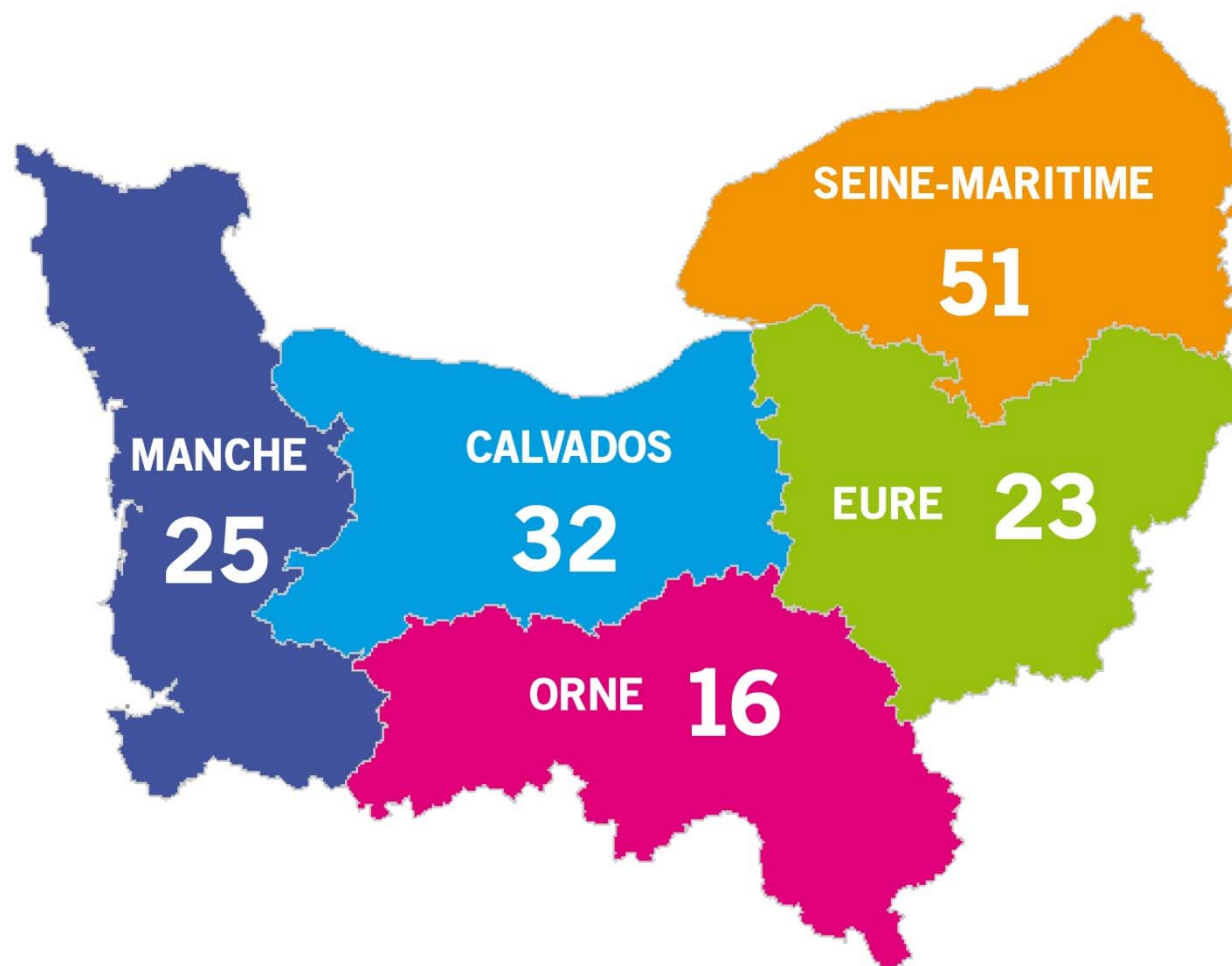 SEINE-MARITIME
51
MANCHE
25
CALVADOS
32
EURE 23
ORNE 16